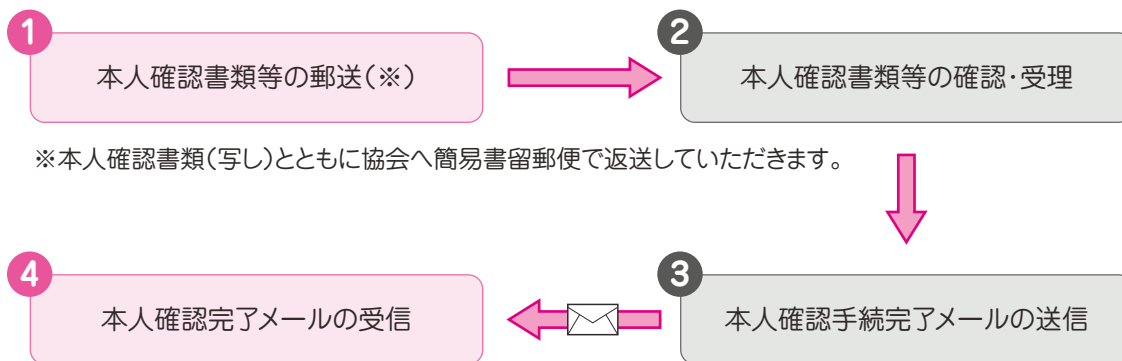 1
本人確認書類等の郵送(※)
2
本人確認書類等の確認・受理
※本人確認書類(写し)とともに協会へ簡易書留郵便で返送していただきます。
3
本人確認手続完了メールの送信
4
本人確認完了メールの受信